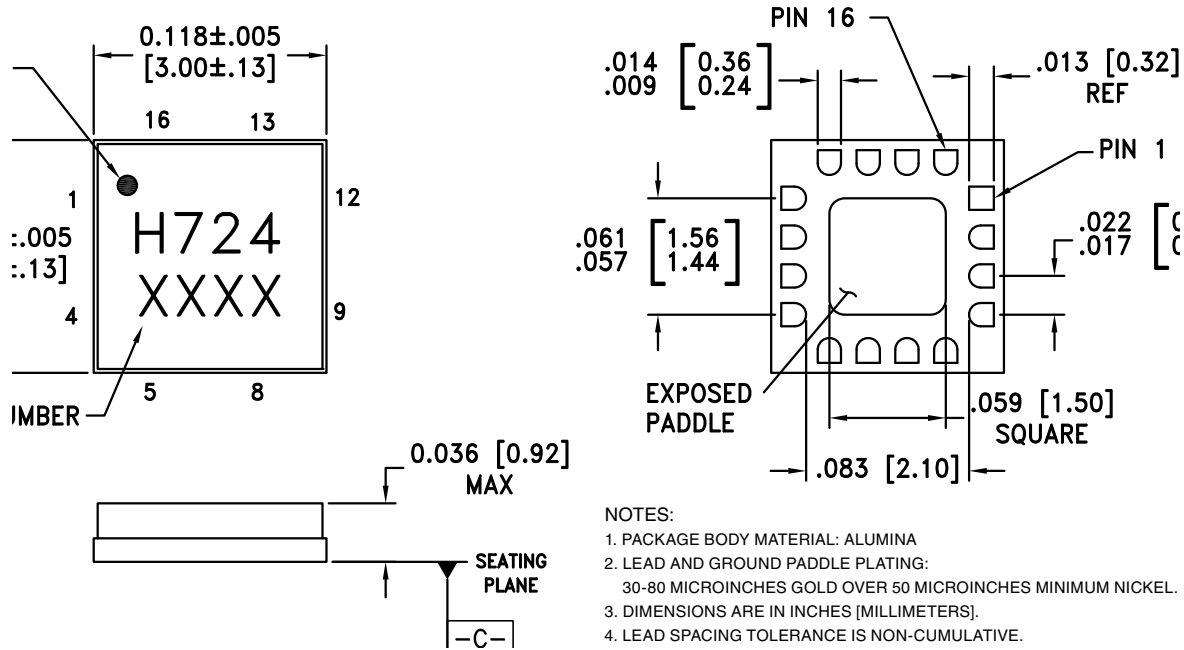 0.118±.005
[3.00±.13]
16 13
1
12
±.005
±.13]
H724
XXXX
4
9
5 8
0.036 [0.92]
MAX
SEATING
PLANE
-C-
PIN 16
.014 [0.36
.009 0.24]
.013 [0.32]
REF
PIN 1
.061 [1.56
.057 1.44]
.022
.017
EXPOSED
PADDLE
.059 [1.50]
SQUARE
.083 [2.10]
NOTES:
1. PACKAGE BODY MATERIAL: ALUMINA
2. LEAD AND GROUND PADDLE PLATING:
30-80 MICROINCHES GOLD OVER 50 MICROINCHES MINIMUM NICKEL.
3. DIMENSIONS ARE IN INCHES [MILLIMETERS].
4. LEAD SPACING TOLERANCE IS NON-CUMULATIVE.